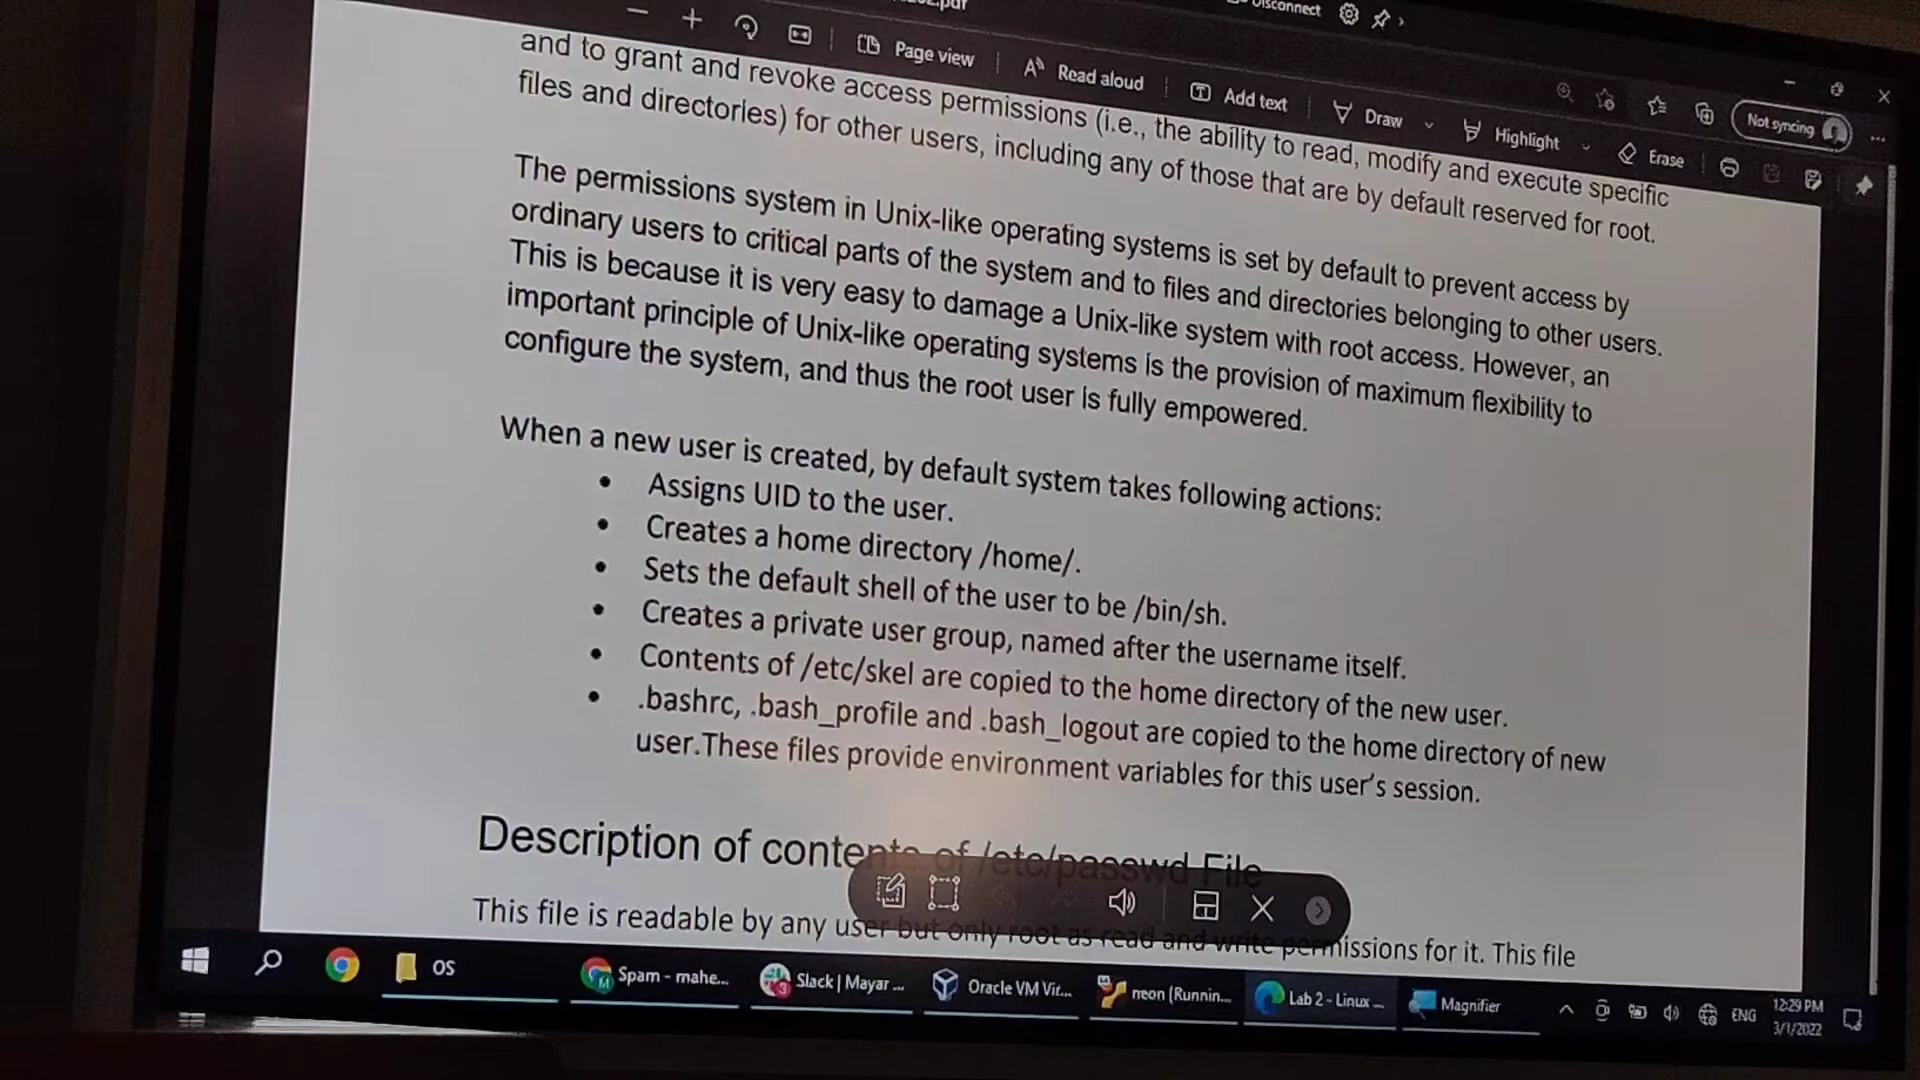 Disconnect
Page view
Read aloud
Add text
Draw
Highlight
Erase
Not syncing
and to grant and revoke access permissions (i.e., the ability to read, modify and execute specific
files and directories) for other users, including any of those that are by default reserved for root.
The permissions system in Unix-like operating systems is set by default to prevent access by
ordinary users to critical parts of the system and to files and directories belonging to other users.
This is because it is very easy to damage a Unix-like system with root access. However, an
important principle of Unix-like operating systems is the provision of maximum flexibility to
configure the system, and thus the root user is fully empowered.
When a new user is created, by default system takes following actions:
• Assigns UID to the user.
• Creates a home directory /home/.
• Sets the default shell of the user to be /bin/sh.
• Creates a private user group, named after the username itself.
• Contents of /etc/skel are copied to the home directory of the new user.
• .bashrc, .bash_profile and .bash_logout are copied to the home directory of new
user.These files provide environment variables for this user's session.
Description of contents of /etc/passwd File
This file is readable by any user but only root as read and write permissions for it. This file
OS
Spam - mahe...
Slack | Mayar ...
Oracle VM Vit...
neon (Runnin...
Lab 2 - Linux ...
Magnifier
ENG
12:29 PM
3/1/2022